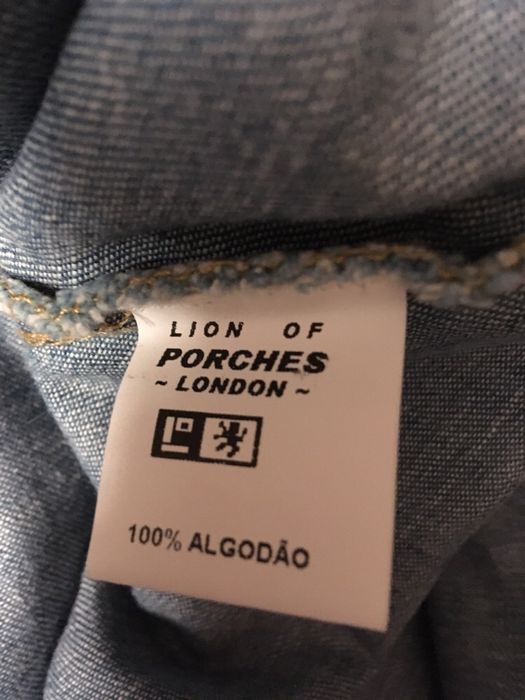 LION OF
PORCHES
~ LONDON ~
100% ALGODÃO